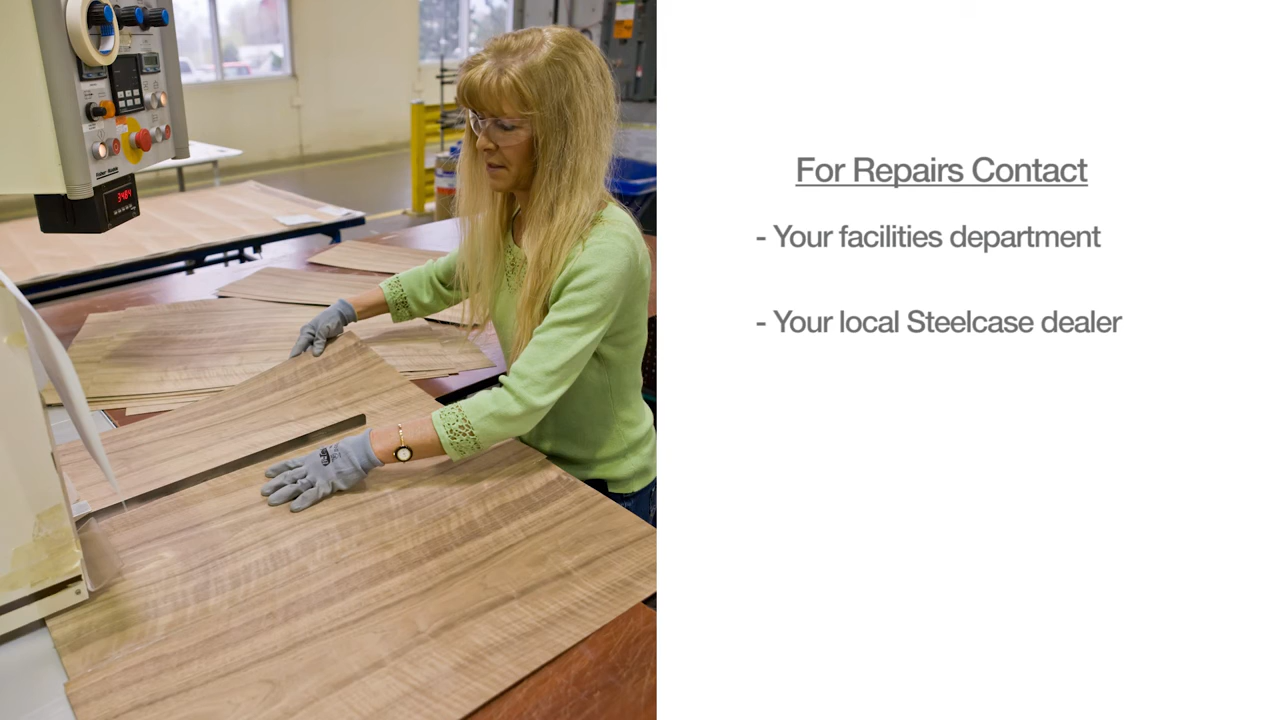 For Repairs Contact
- Your facilities department
- Your local Steelcase dealer